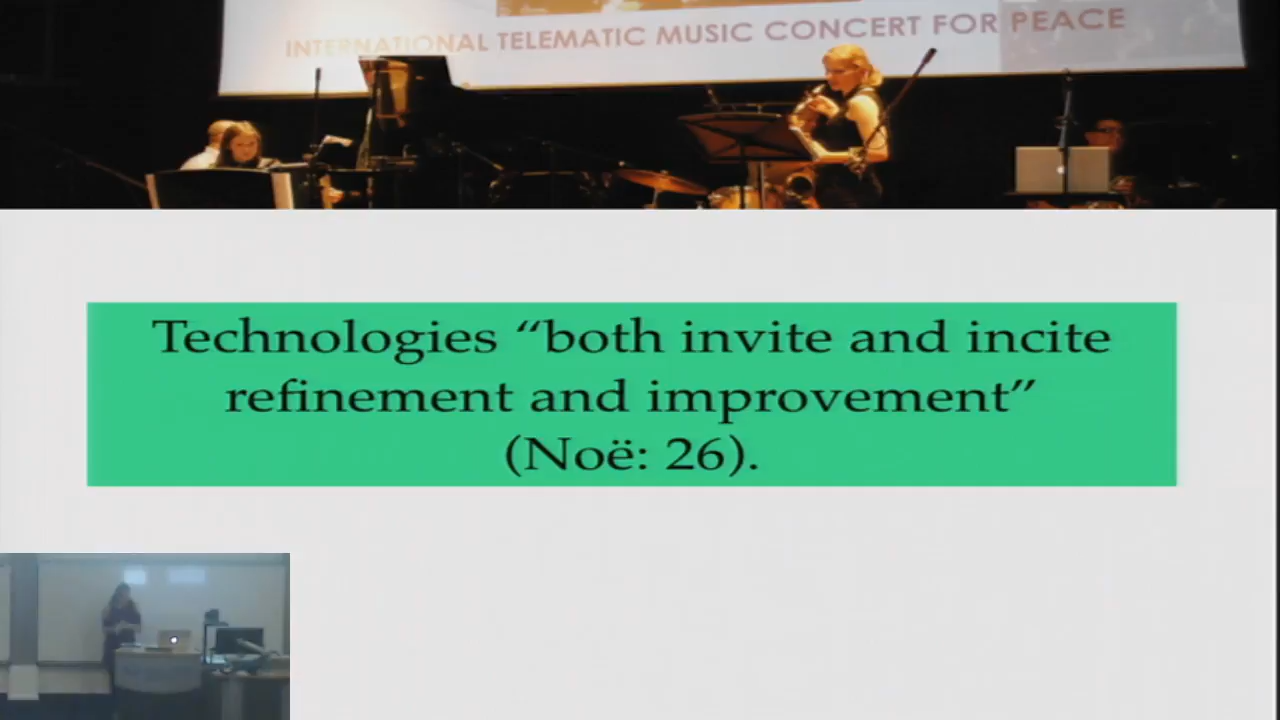 INTERNATIONAL TELEMATIC MUSIC CONCERT FOR PEACE
Technologies “both invite and incite
refinement and improvement”
(Noë: 26).